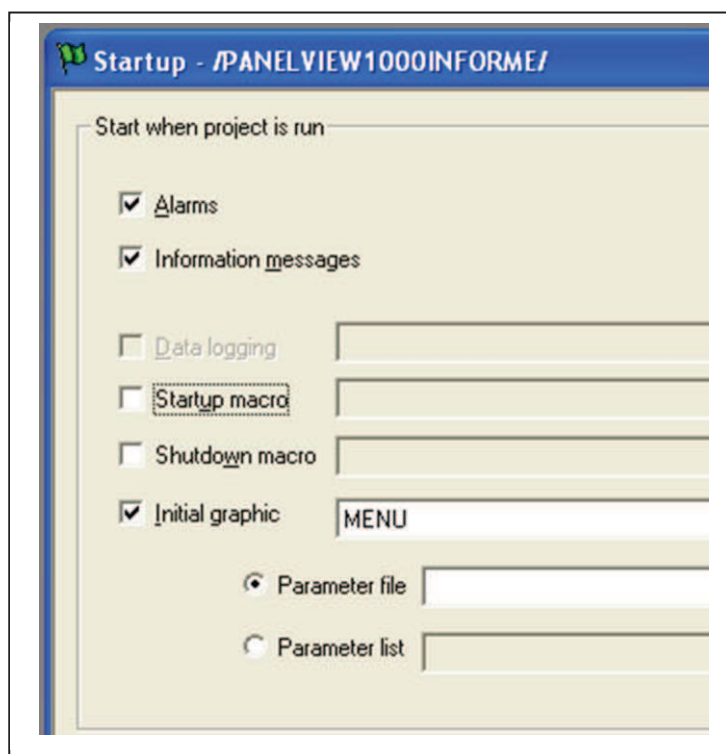 Startup - /PANELVIEW1000INFORME/
Start when project is run
Alarms
Information messages
Data logging
Startup macro
Shutdown macro
Initial graphic
MENU
Parameter file
Parameter list